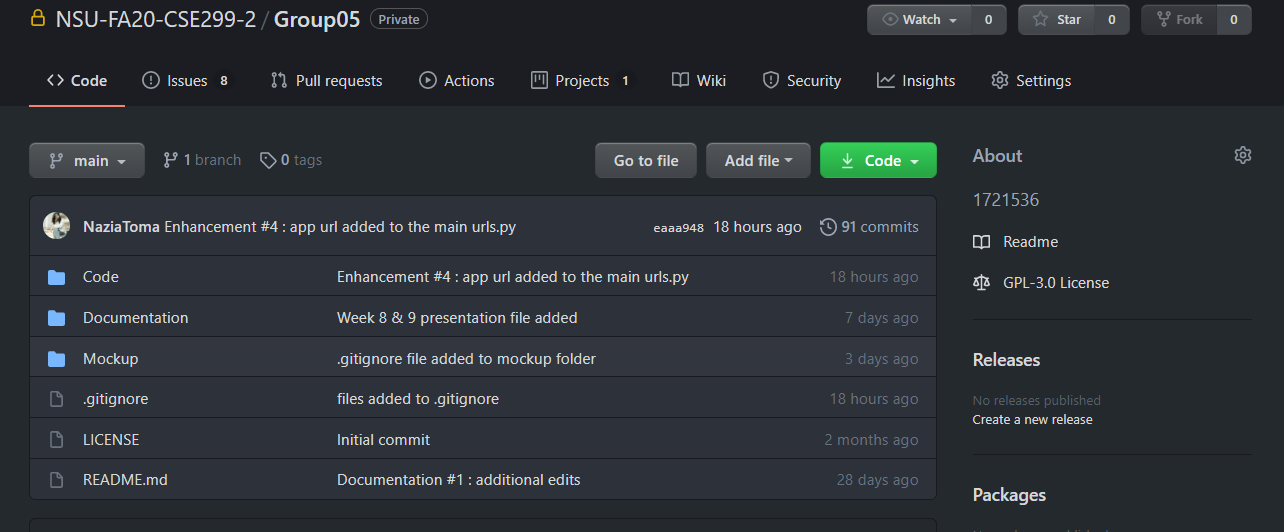 NSU-FA20-CSE299-2 / Group05 Private Watch 0 Star 0 Fork 0
Code Issues 8 Pull requests Actions Projects 1 Wiki Security Insights Settings
main 1 branch 0 tags Go to file Add file Code
NaziaToma Enhancement #4 : app url added to the main urls.py eaaa948 18 hours ago 91 commits
Code Enhancement #4 : app url added to the main urls.py 18 hours ago
Documentation Week 8 & 9 presentation file added 7 days ago
Mockup .gitignore file added to mockup folder 3 days ago
.gitignore files added to .gitignore 18 hours ago
LICENSE Initial commit 2 months ago
README.md Documentation #1 : additional edits 28 days ago
About
1721536
Readme
GPL-3.0 License
Releases
No releases published
Create a new release
Packages